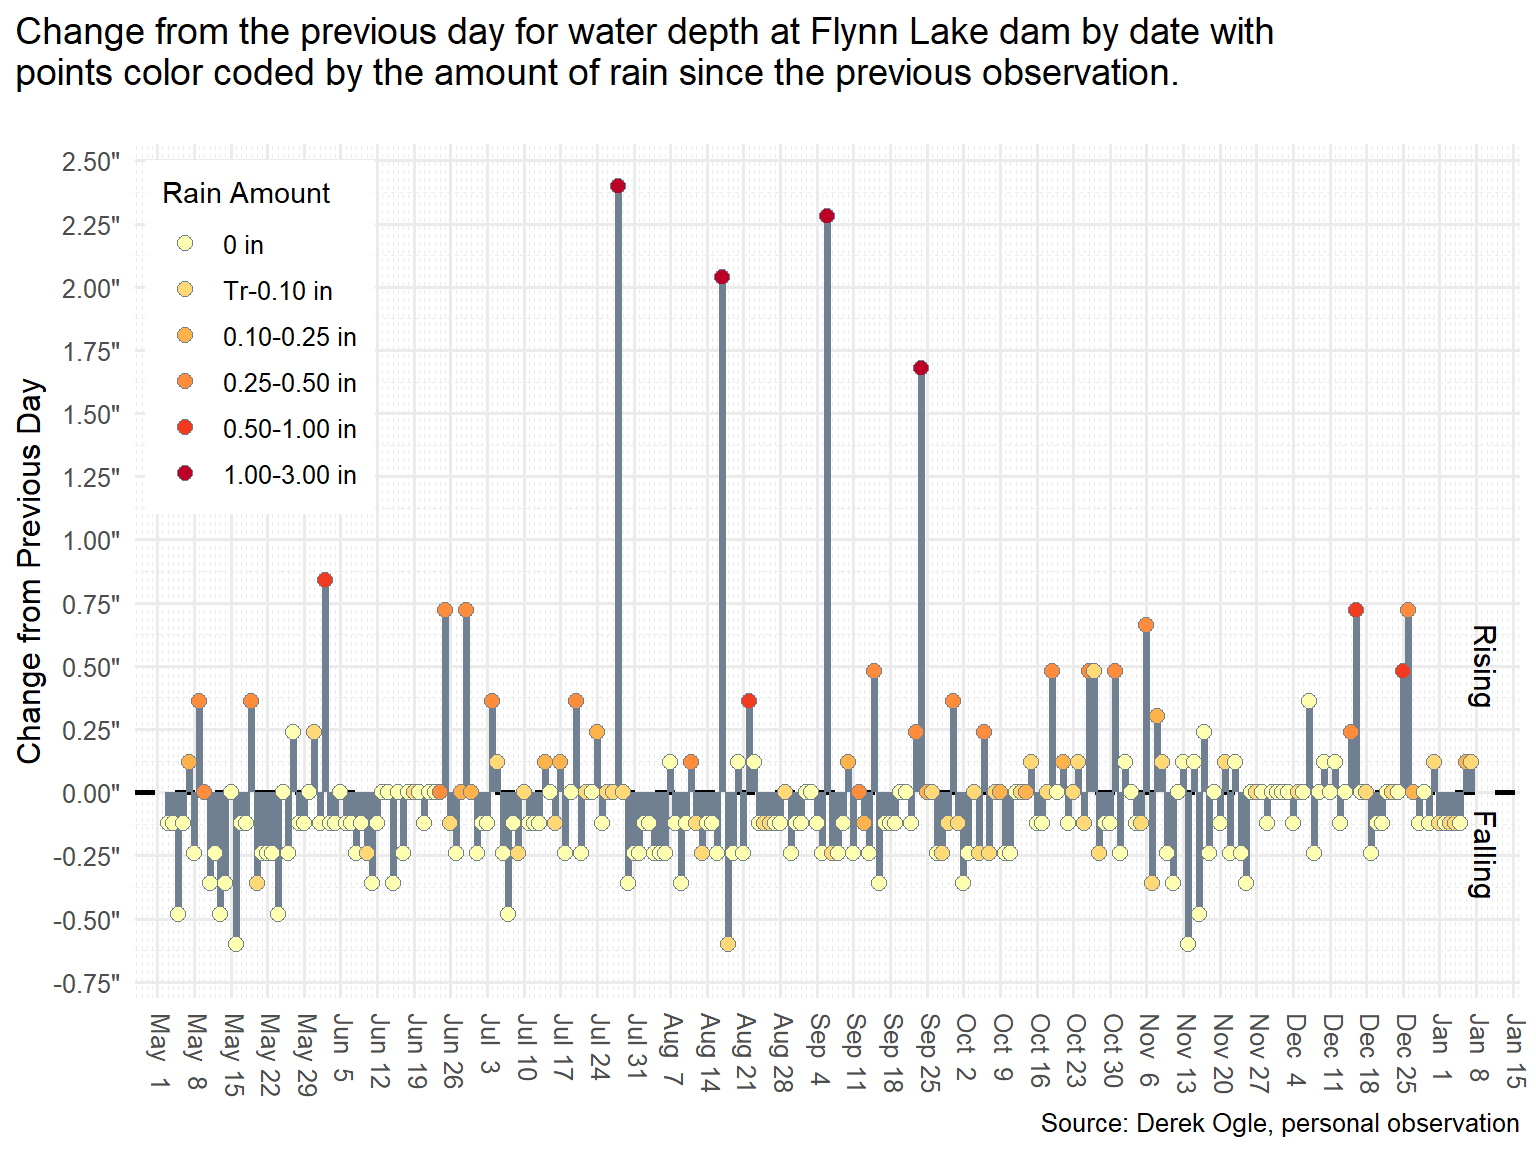 Change from the previous day for water depth at Flynn Lake dam by date with
points color coded by the amount of rain since the previous observation.
Change from Previous Day
2.50"
2.25"
2.00"
1.75"
1.50"
1.25"
1.00"
0.75"
0.50"
0.25"
0.00"
-0.25"
-0.50"
-0.75"
Rain Amount
0 in
Tr-0.10 in
0.10-0.25 in
0.25-0.50 in
0.50-1.00 in
1.00-3.00 in
Rising
Falling
May 1
May 8
May 15
May 22
May 29
Jun 5
Jun 12
Jun 19
Jun 26
Jul 3
Jul 10
Jul 17
Jul 24
Jul 31
Aug 7
Aug 14
Aug 21
Aug 28
Sep 4
Sep 11
Sep 18
Sep 25
Oct 2
Oct 9
Oct 16
Oct 23
Oct 30
Nov 6
Nov 13
Nov 20
Nov 27
Dec 4
Dec 11
Dec 18
Dec 25
Jan 1
Jan 8
Jan 15
Source: Derek Ogle, personal observation